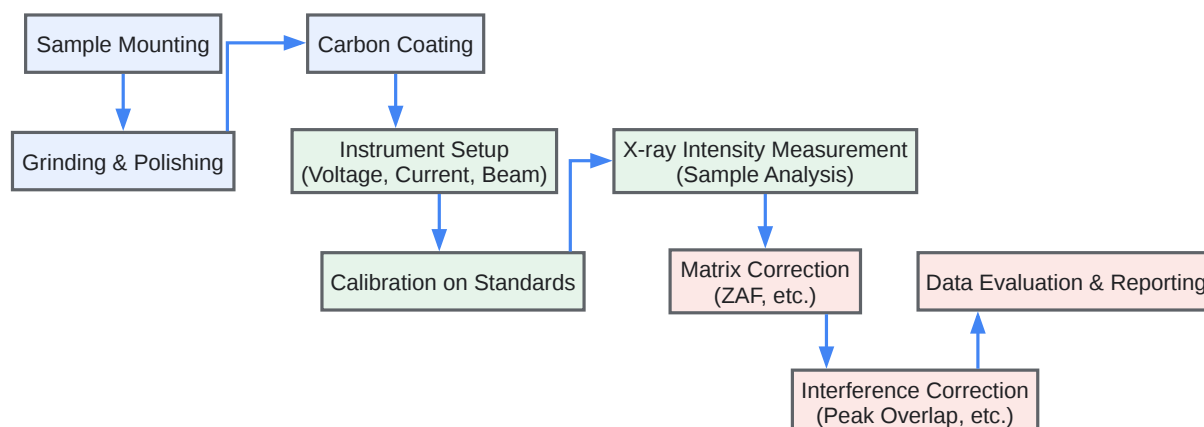 Sample Mounting
Grinding & Polishing
Carbon Coating
Instrument Setup
(Voltage, Current, Beam)
Calibration on Standards
X-ray Intensity Measurement
(Sample Analysis)
Matrix Correction
(ZAF, etc.)
Interference Correction
(Peak Overlap, etc.)
Data Evaluation & Reporting